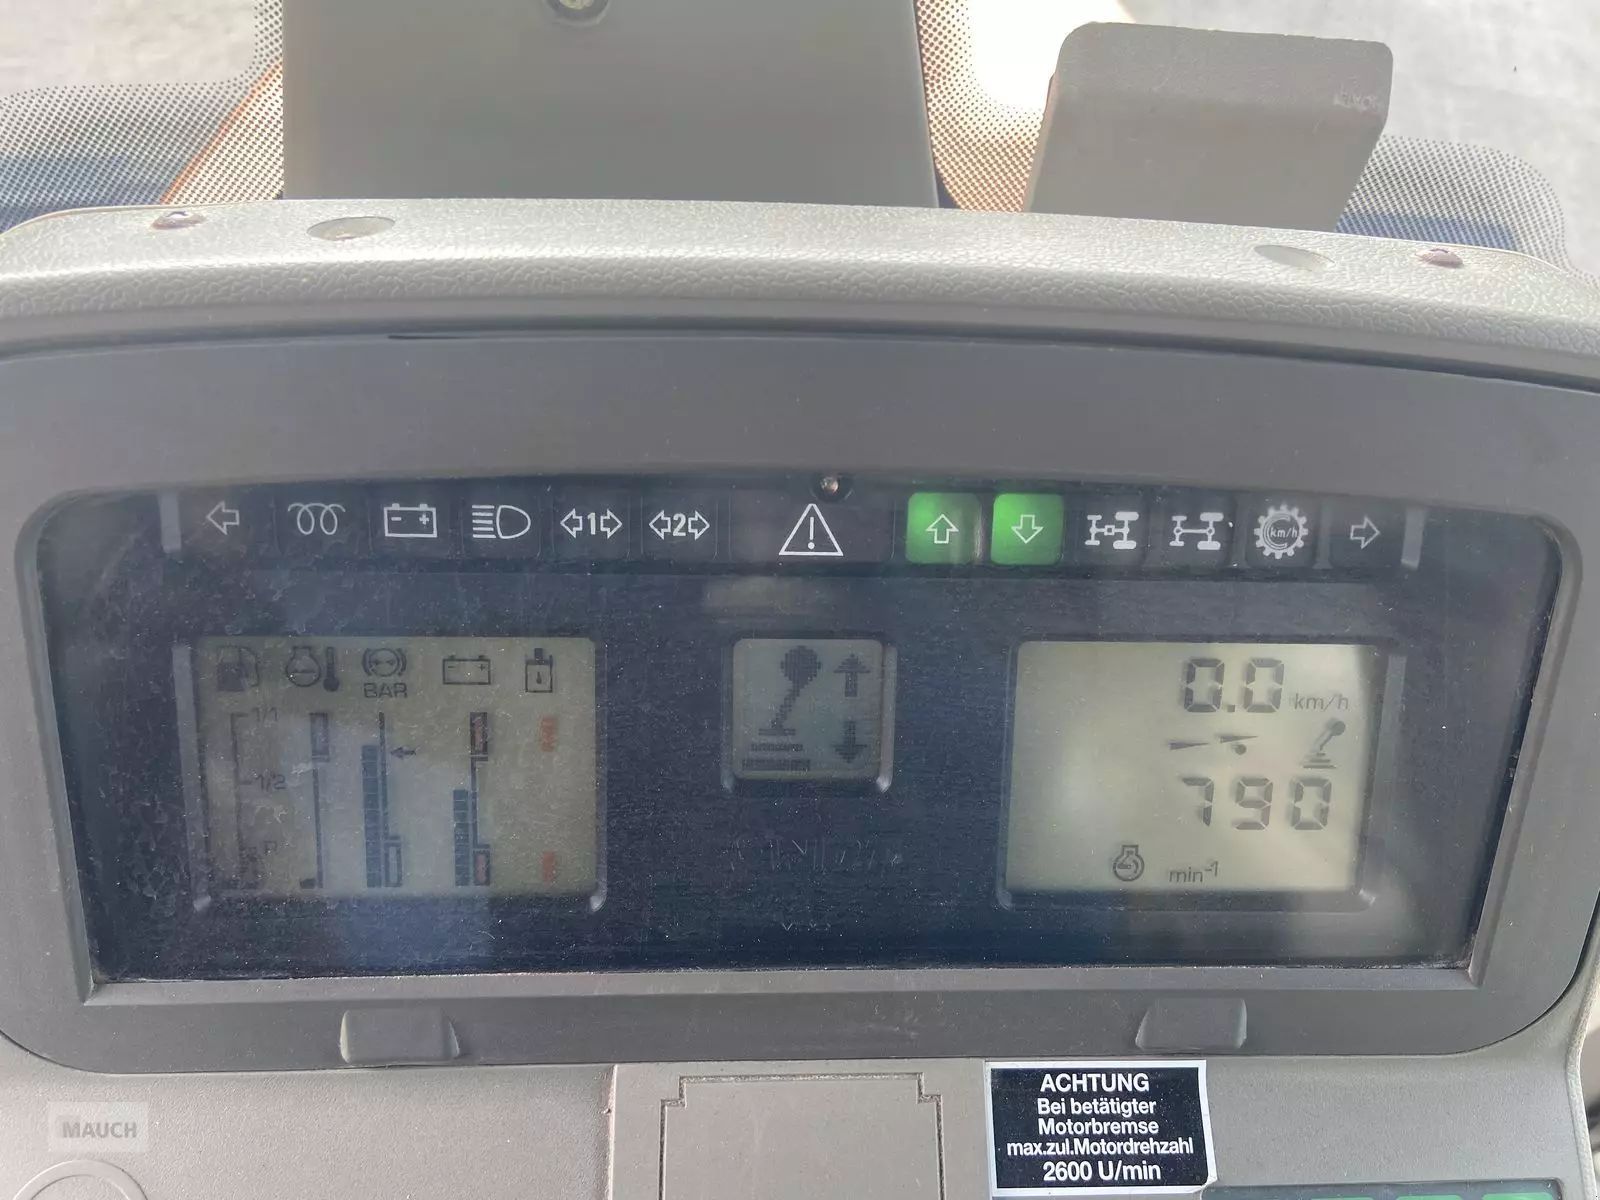 1
2
km/h
BAR
1/1
1/2
R
0.0 km/h
790
min-1
ACHTUNG
Bei betätigter
Motorbremse
max.zul.Motordrehzahl
2600 U/min
MAUCH